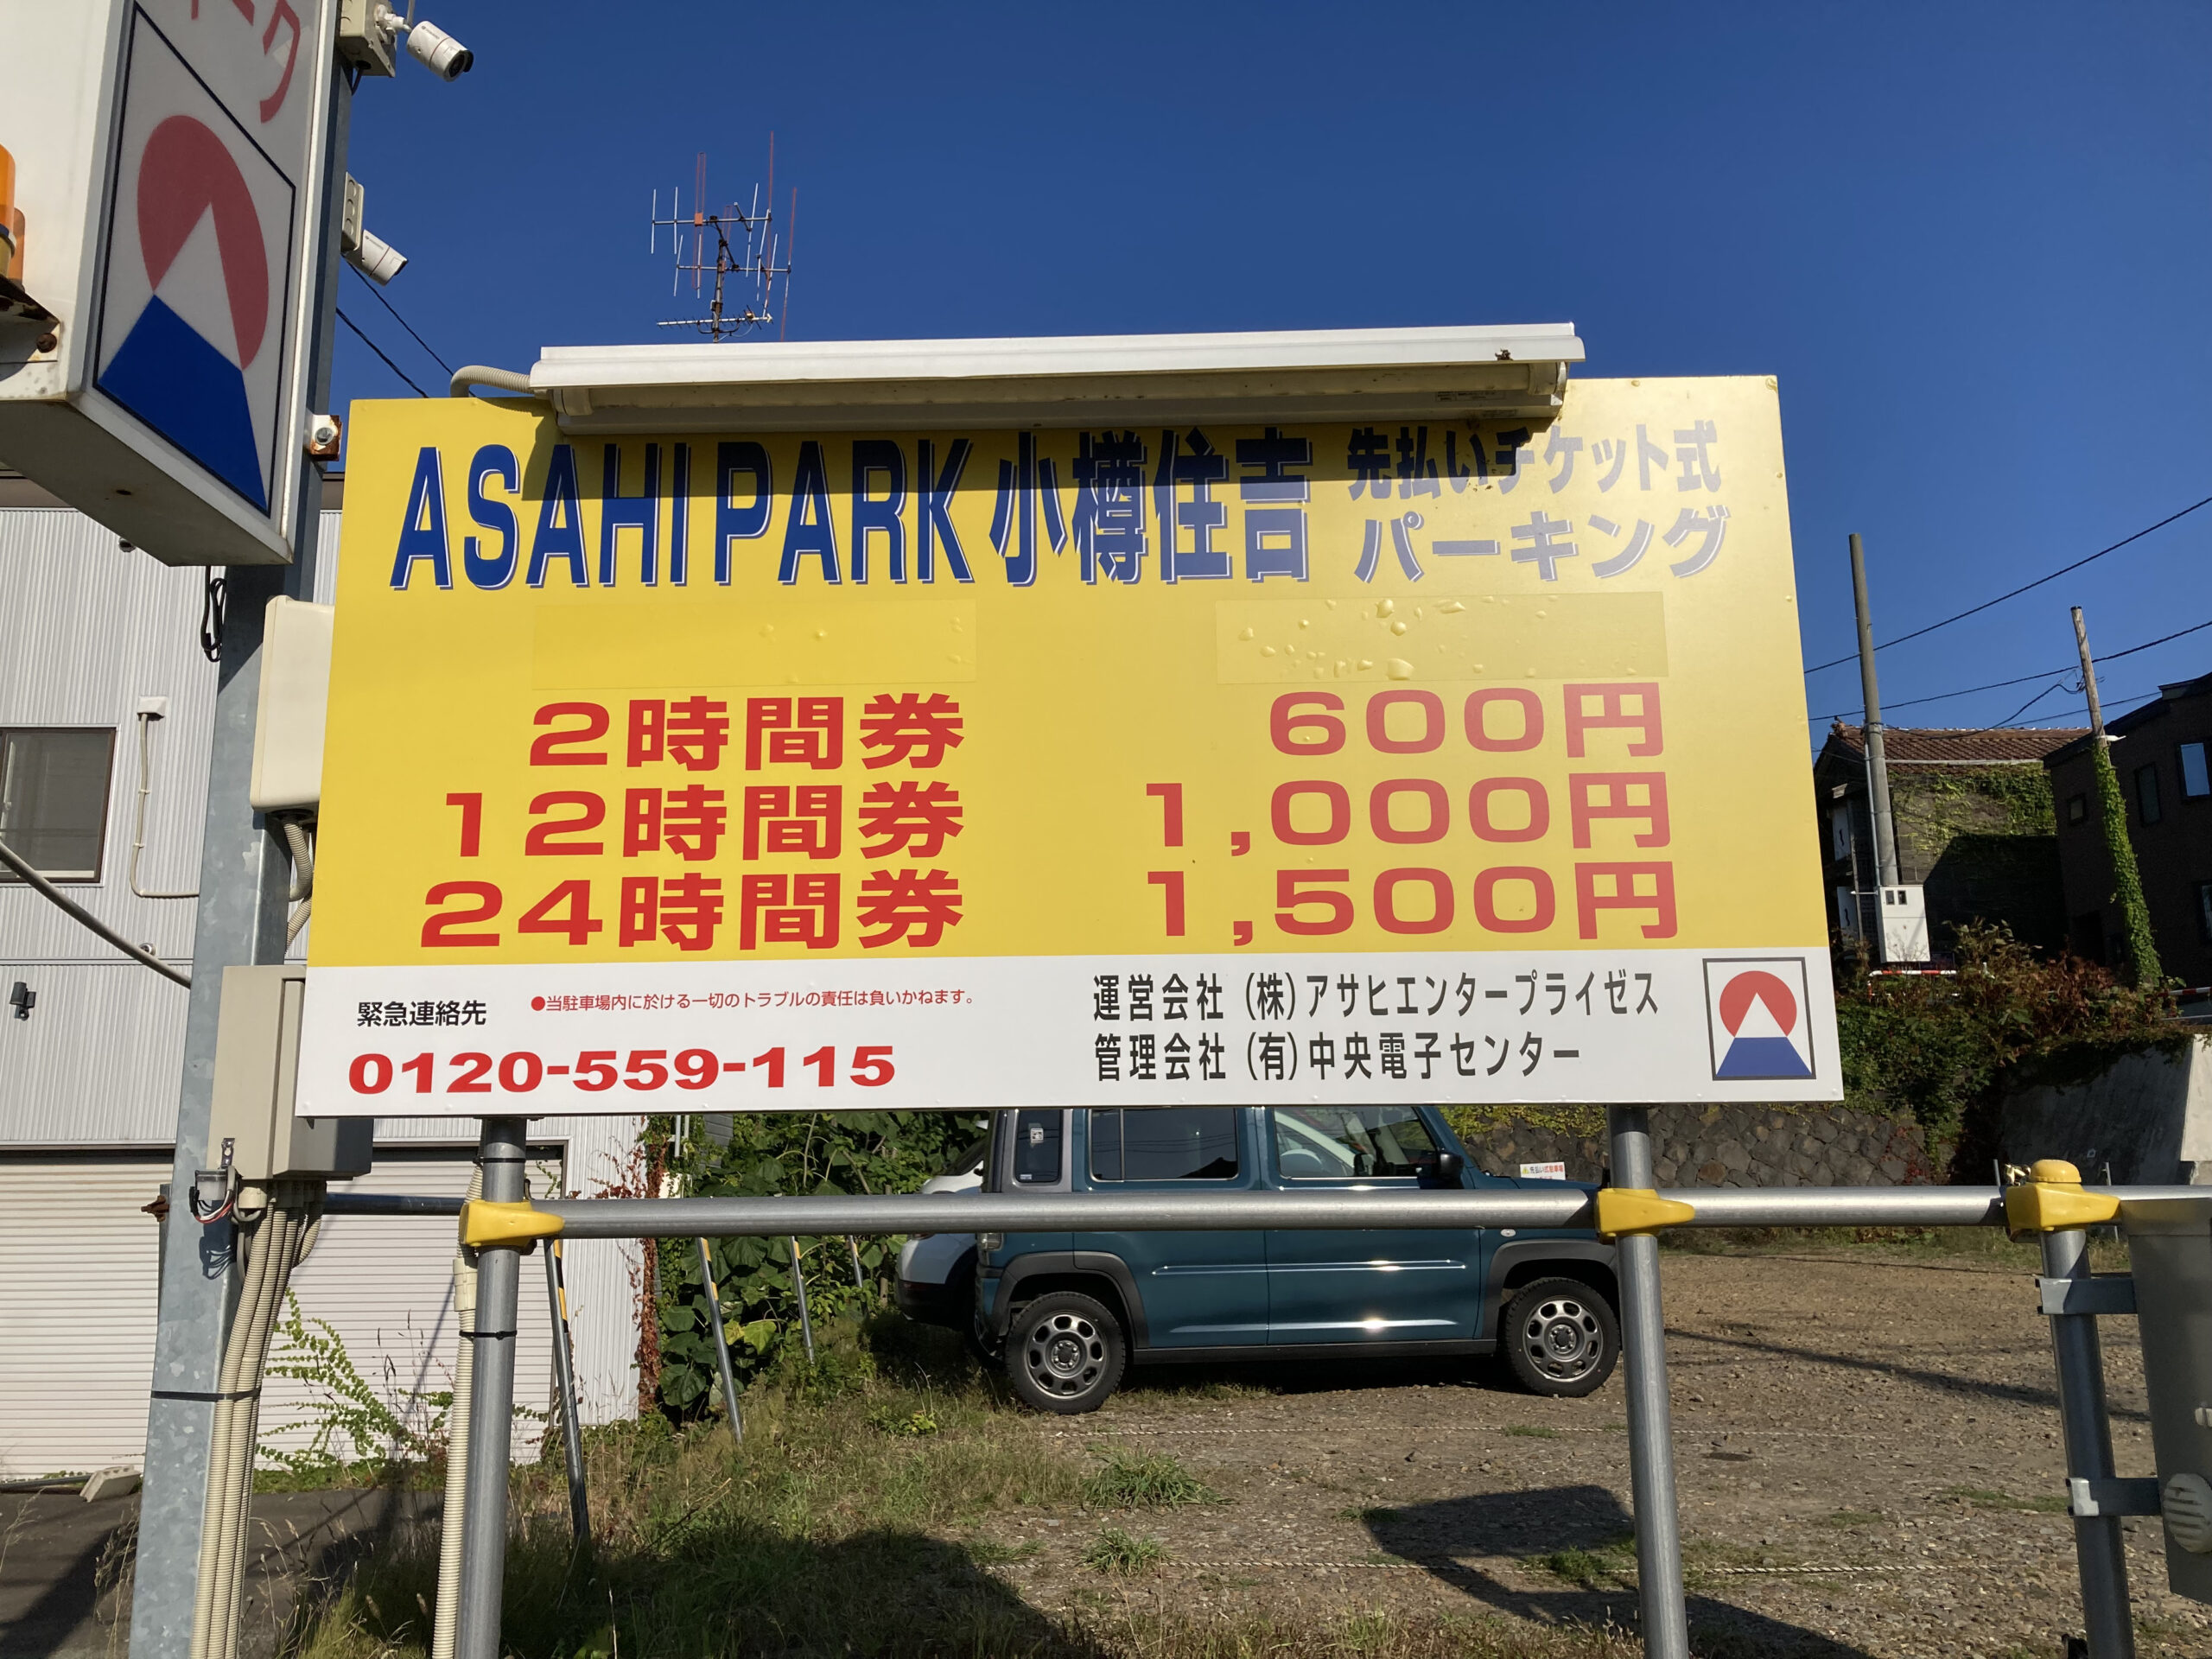 ーク
ASAHI PARK 小樽住吉 先払いチケット式
パーキング
2時間券 600円
12時間券 1,000円
24時間券 1,500円
緊急連絡先 ●当駐車場内に於ける一切のトラブルの責任は負いかねます。
0120-559-115
運営会社 (株)アサヒエンタープライゼス
管理会社 (有)中央電子センター